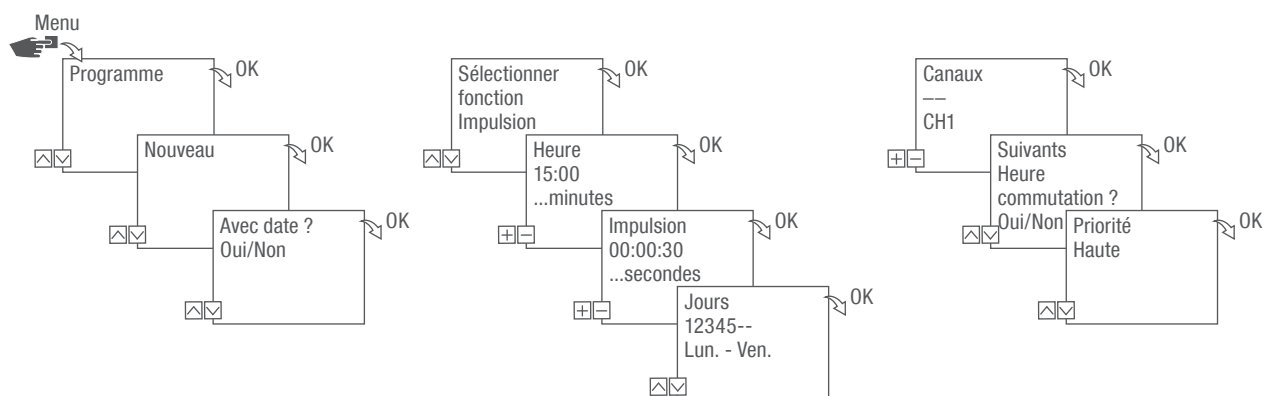 Menu
Programme
OK
Nouveau
OK
Avec date ?
Oui/Non
OK
Sélectionner
fonction
Impulsion
OK
Heure
15:00
...minutes
OK
Impulsion
00:00:30
...secondes
OK
Jours
12345--
Lun. - Ven.
OK
Canaux
––
CH1
OK
Suivants
Heure
commutation ?
Oui/Non
OK
Priorité
Haute
OK